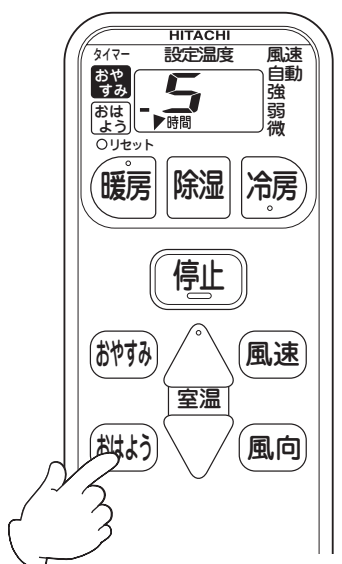 HITACHI
タイマー 設定温度 風速
おや
すみ
おは
よう
-5
▶時間
自動
強
弱
微
○リセット
暖房 除湿 冷房
停止
おやすみ 風速
室温
おはよう 風向